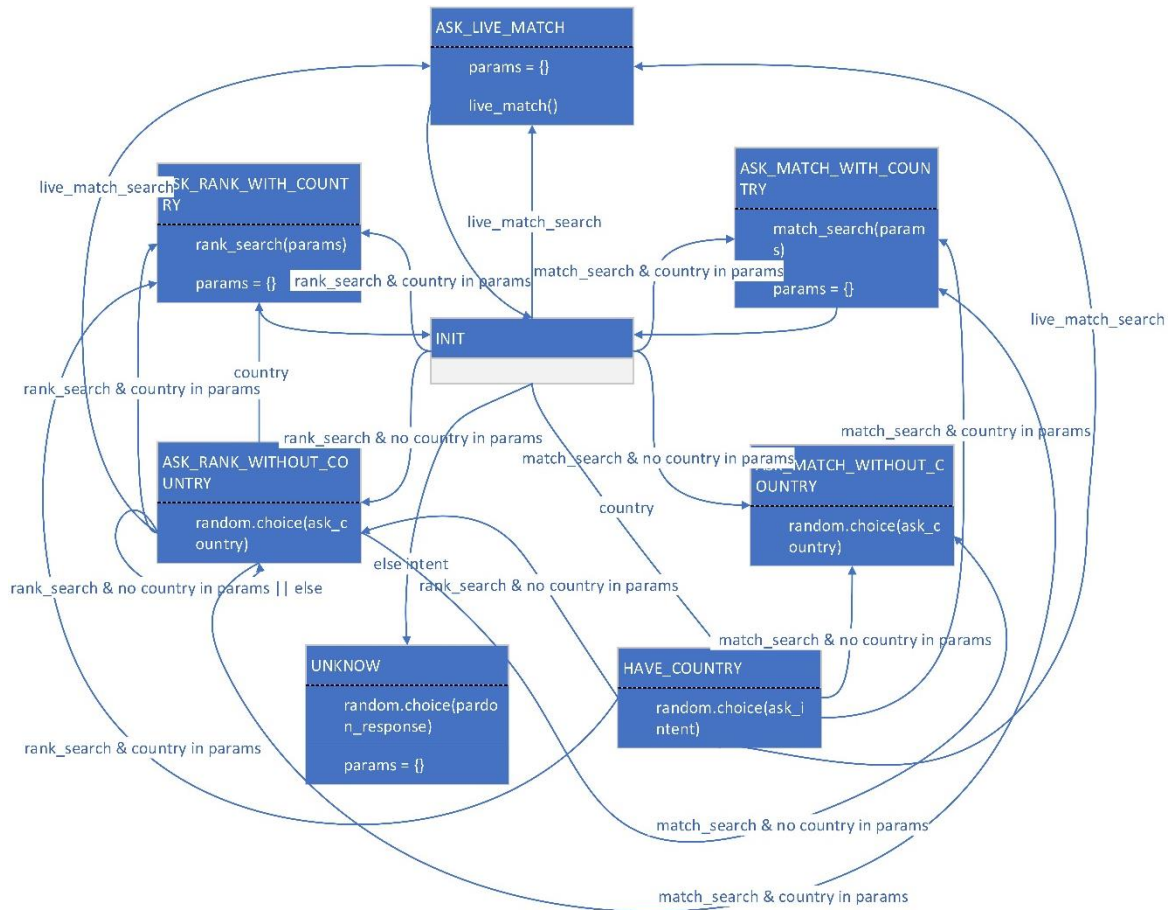 ASK_LIVE_MATCH
params = {}
live_match()
ASK_RANK_WITH_COUNT
RY
rank_search(params)
params = {}
ASK_MATCH_WITH_COUN
TRY
match_search(param
s)
params = {}
live_match_search
live_match_search
rank_search & country in params
match_search & country in params
live_match_search
INIT
country
rank_search & country in params
rank_search & no country in params
match_search & no country in params
match_search & country in params
ASK_RANK_WITHOUT_CO
UNTRY
random.choice(ask_c
ountry)
ASK_MATCH_WITHOUT_C
OUNTRY
random.choice(ask_c
ountry)
country
else intent
rank_search & no country in params || else
rank_search & no country in params
match_search & no country in params
UNKNOW
random.choice(pardo
n_response)
params = {}
HAVE_COUNTRY
random.choice(ask_i
ntent)
rank_search & country in params
match_search & no country in params
match_search & country in params